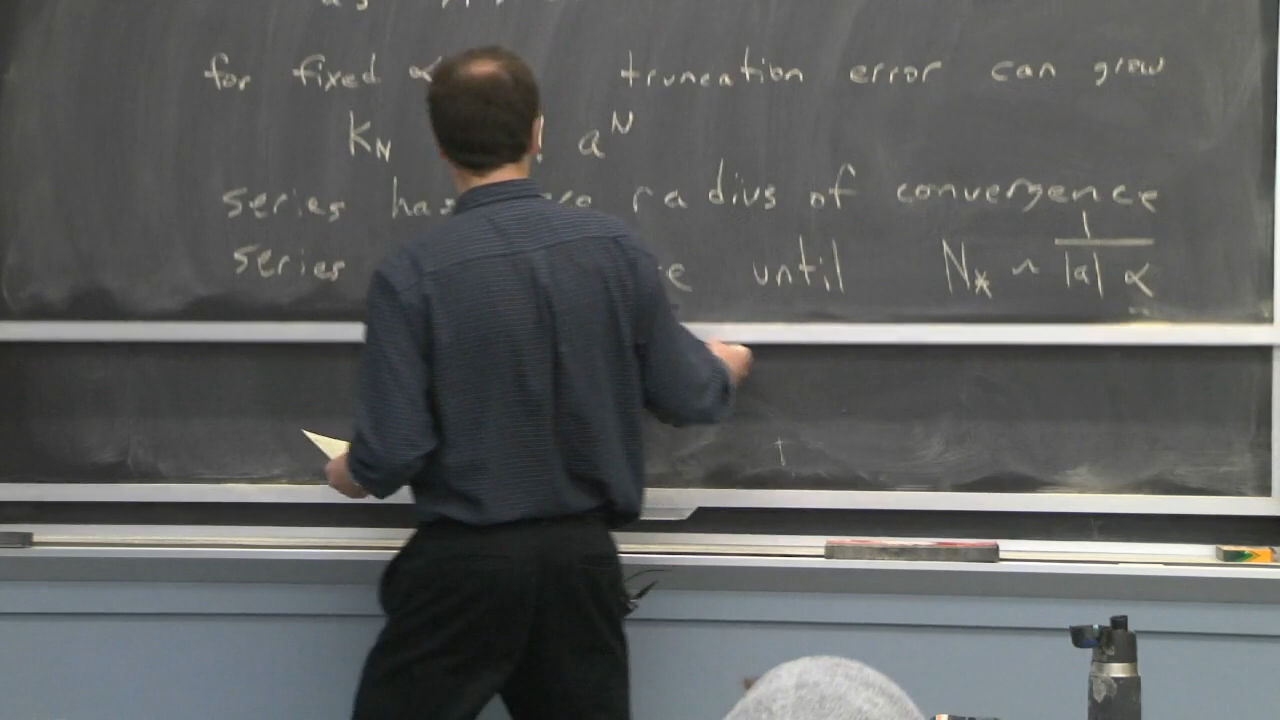 for fixed α truncation error can grow
K_N ! a^N
series has radius of convergence
series until N_* ~ 1/(|a| α)